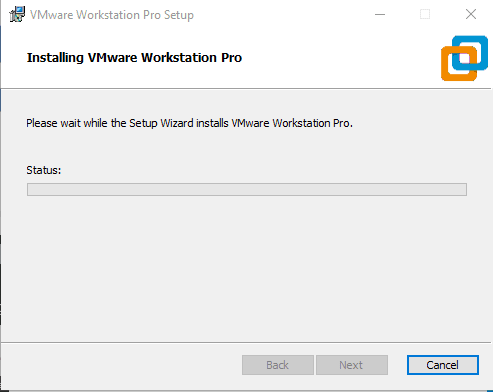 VMware Workstation Pro Setup
Installing VMware Workstation Pro
Please wait while the Setup Wizard installs VMware Workstation Pro.
Status:
Back Next Cancel